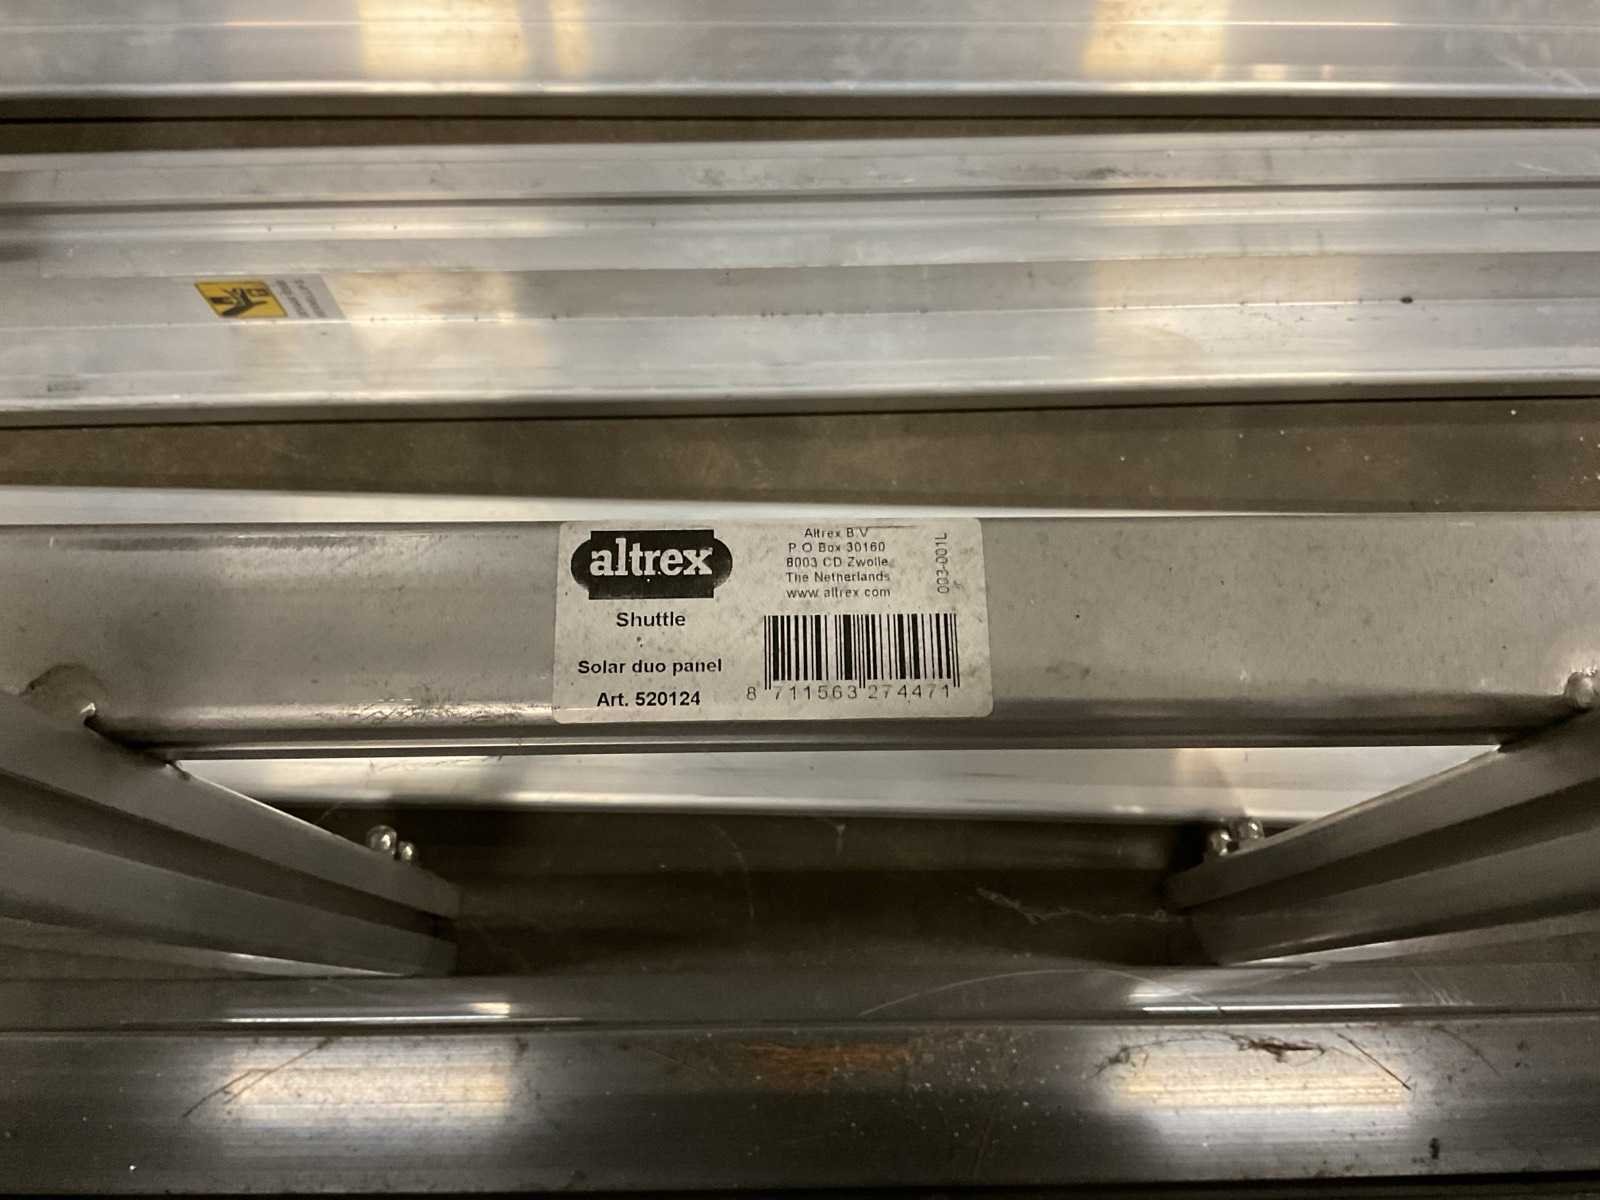 altrex
Shuttle
Solar duo panel
Art. 520124
Altrex B.V
P.O Box 30160
8003 CD Zwolle
The Netherlands
www.altrex.com
003-001L
8 711563 274471